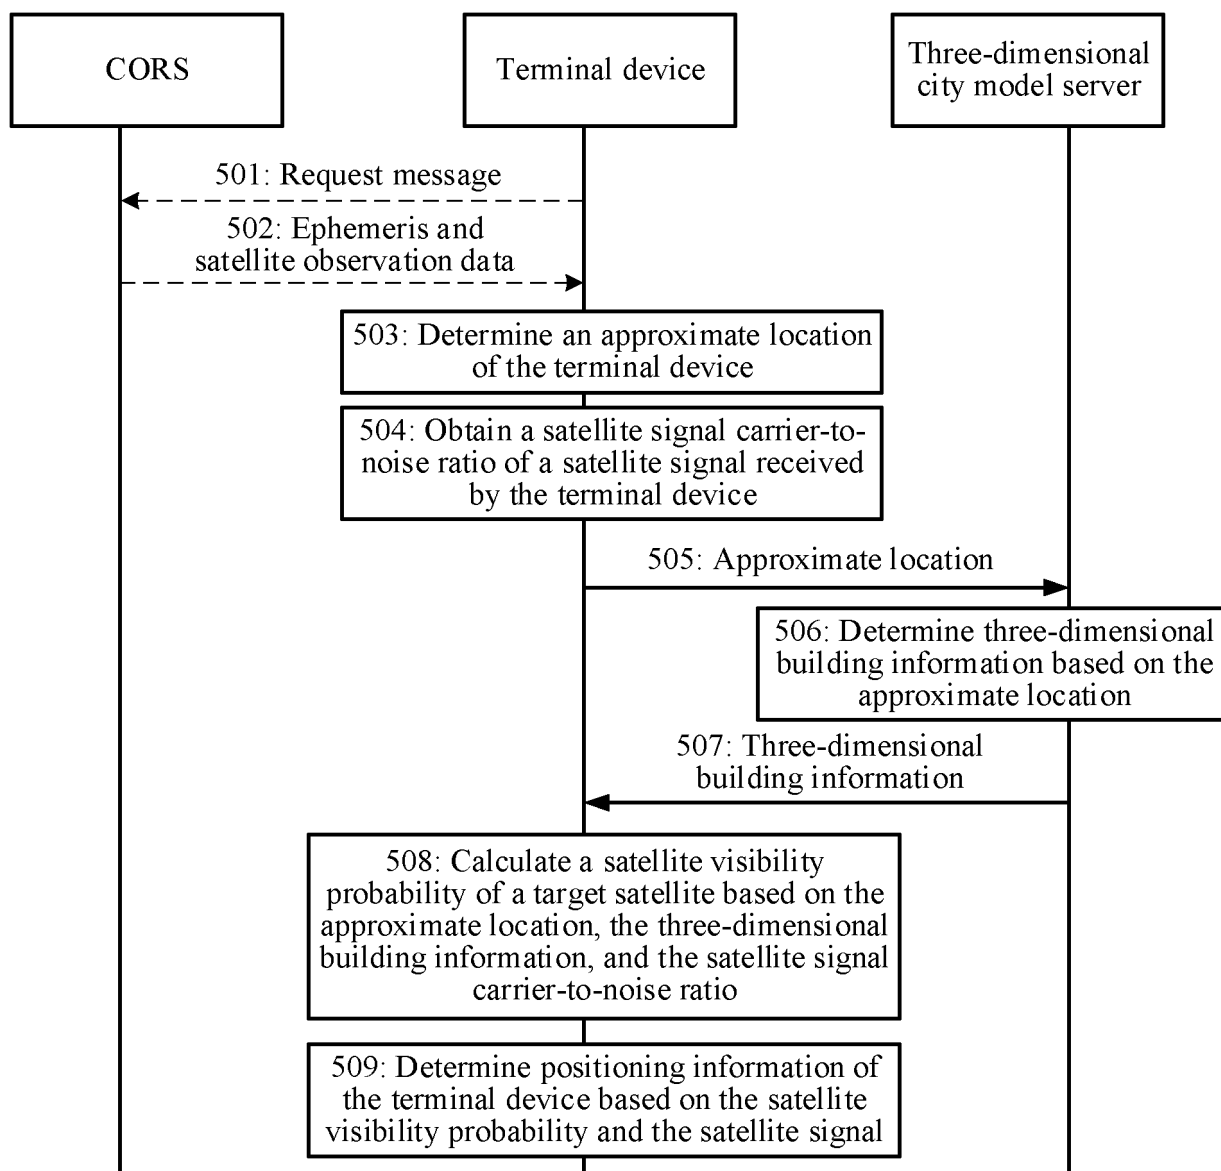 CORS
Terminal device
Three-dimensional
city model server
501: Request message
502: Ephemeris and
satellite observation data
503: Determine an approximate location
of the terminal device
504: Obtain a satellite signal carrier-to-
noise ratio of a satellite signal received
by the terminal device
505: Approximate location
506: Determine three-dimensional
building information based on the
approximate location
507: Three-dimensional
building information
508: Calculate a satellite visibility
probability of a target satellite based on the
approximate location, the three-dimensional
building information, and the satellite signal
carrier-to-noise ratio
509: Determine positioning information of
the terminal device based on the satellite
visibility probability and the satellite signal